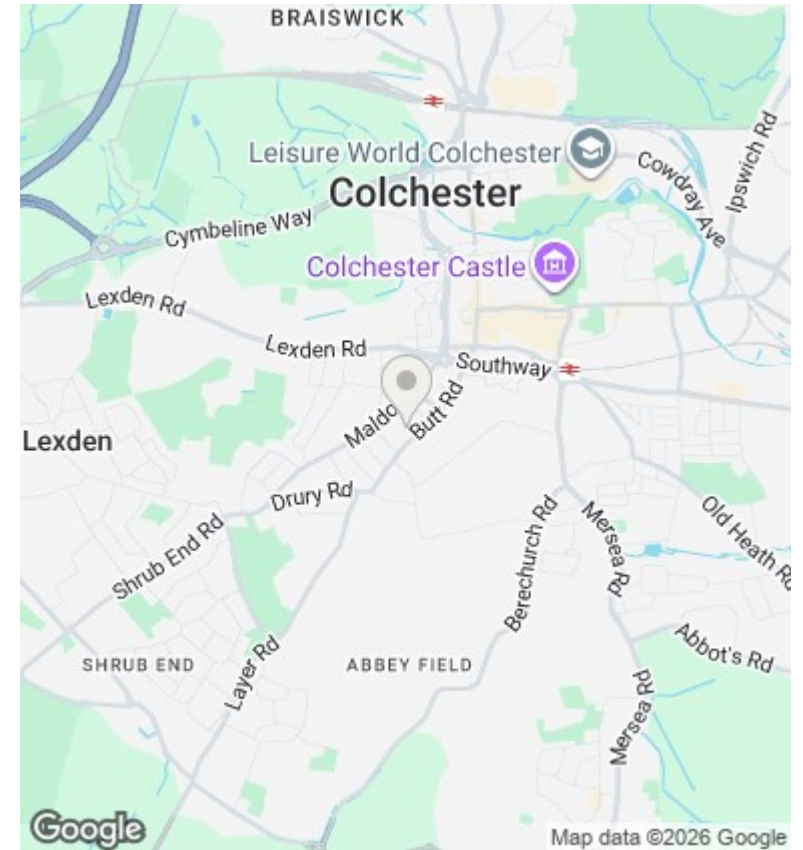 BRAISWICK
Leisure World Colchester
Colchester
Cowdray Ave
Ipswich Rd
Cymbeline Way
Colchester Castle
Lexden Rd
Lexden Rd
Southway
Maldo
Butt Rd
Lexden
Drury Rd
Shrub End Rd
Berechurch Rd
Mersea Rd
Old Heath Rd
Abbot's Rd
SHRUB END
Layer Rd
ABBEY FIELD
Mersea Rd
Google
Map data ©2026 Google